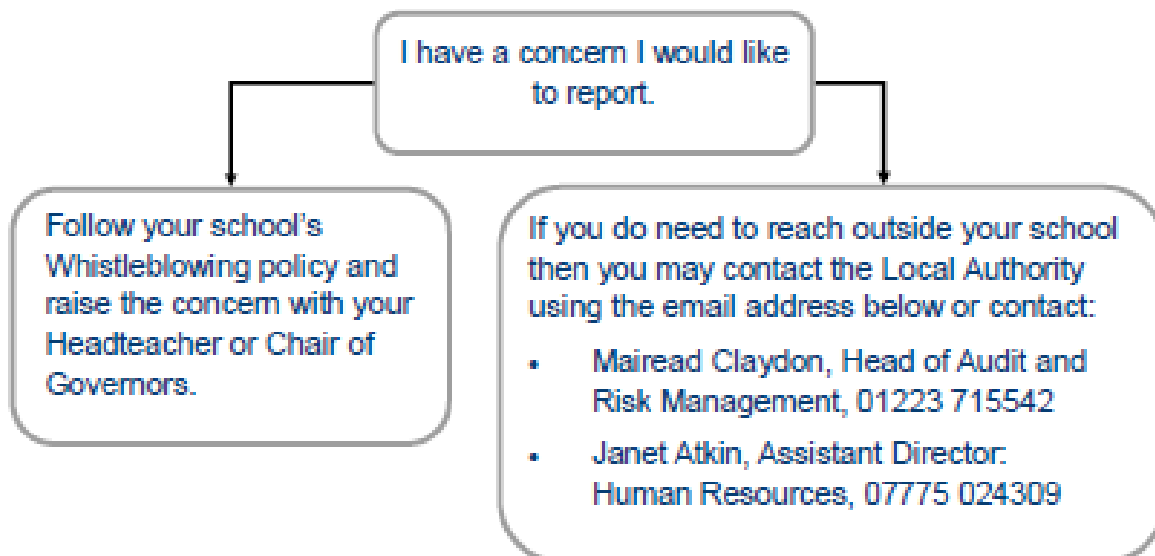 I have a concern I would like
to report.
Follow your school's
Whistleblowing policy and
raise the concern with your
Headteacher or Chair of
Governors.
If you do need to reach outside your school
then you may contact the Local Authority
using the email address below or contact:
• Mairead Claydon, Head of Audit and
Risk Management, 01223 715542
• Janet Atkin, Assistant Director:
Human Resources, 07775 024309